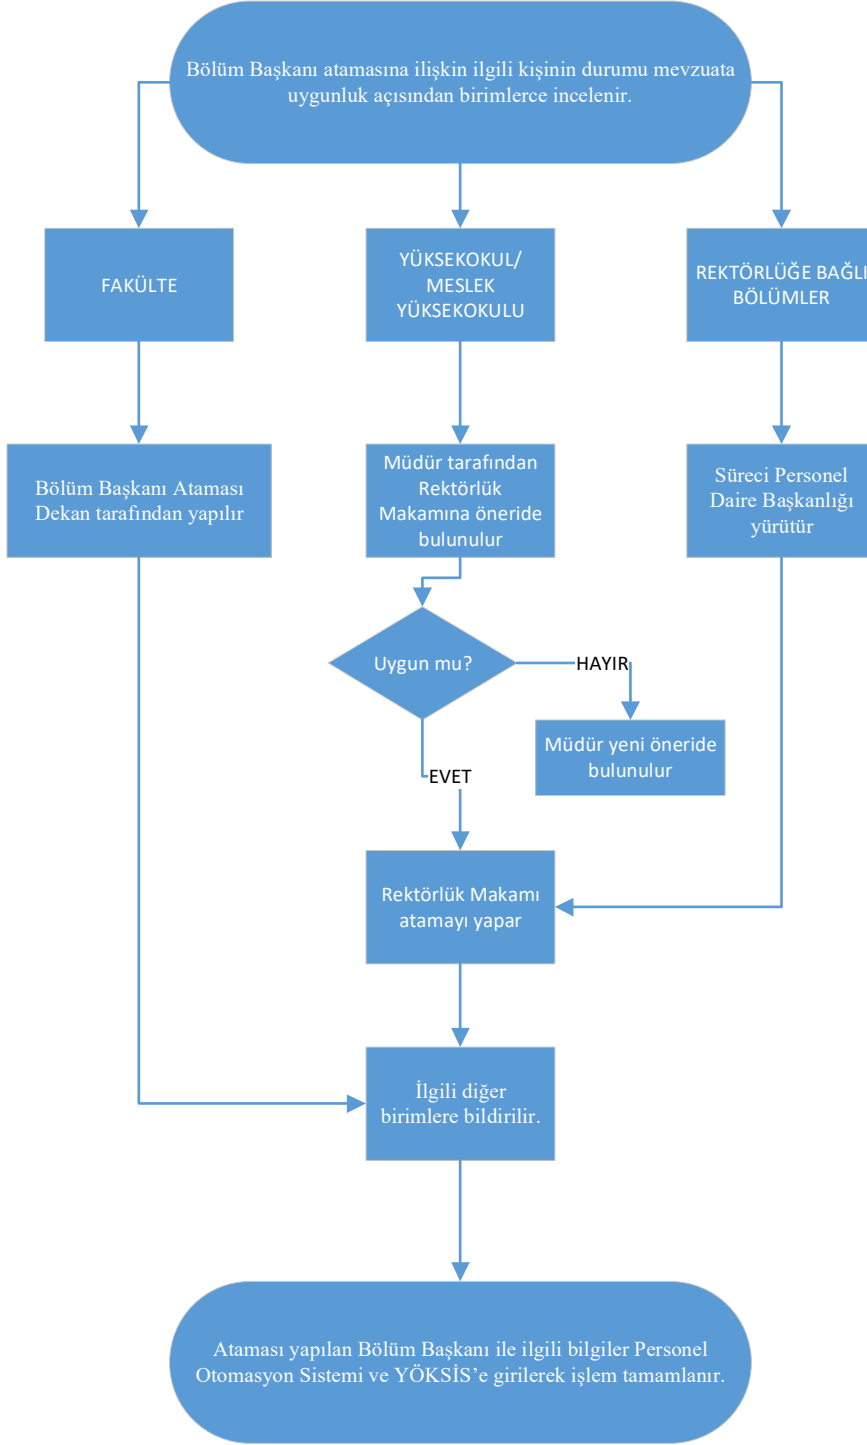 Bölüm Başkanı atamasına ilişkin ilgili kişinin durumu mevzuata
uygunluk açısından birimlerce incelenir.
FAKÜLTE
YÜKSEKOKUL/
MESLEK
YÜKSEKOKULU
REKTÖRLÜĞE BAĞLI
BÖLÜMLER
Bölüm Başkanı Ataması
Dekan tarafından yapılır
Müdür tarafından
Rektörlük
Makamına öneride
bulunulur
Süreci Personel
Daire Başkanlığı
yürütür
Uygun mu?
HAYIR
Müdür yeni öneride
bulunulur
EVET
Rektörlük Makamı
atamayı yapar
İlgili diğer
birimlere bildirilir.
Ataması yapılan Bölüm Başkanı ile ilgili bilgiler Personel
Otomasyon Sistemi ve YÖKSİS’e girilerek işlem tamamlanır.